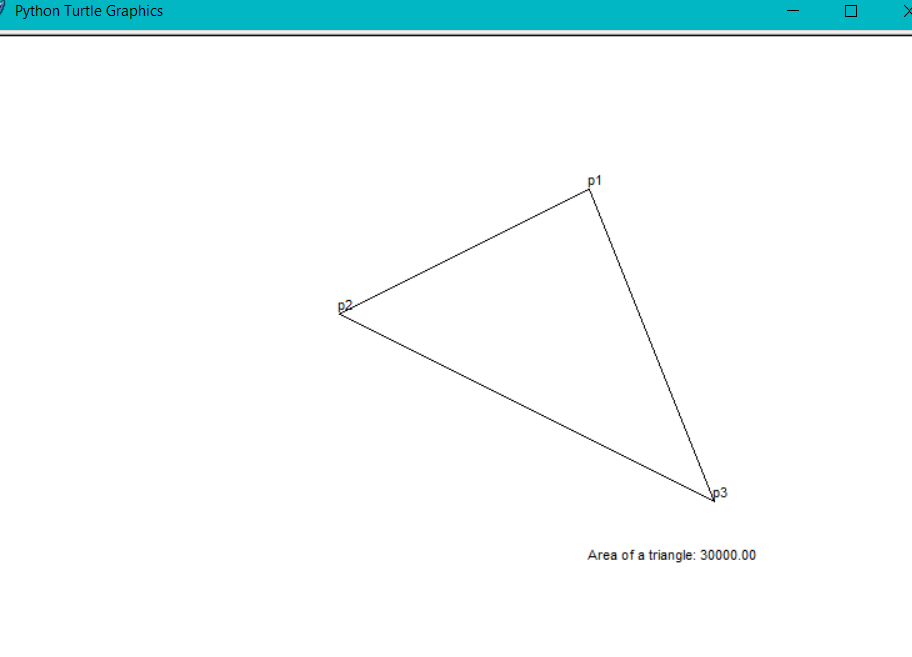 Python Turtle Graphics
p1
p2
p3
Area of a triangle: 30000.00